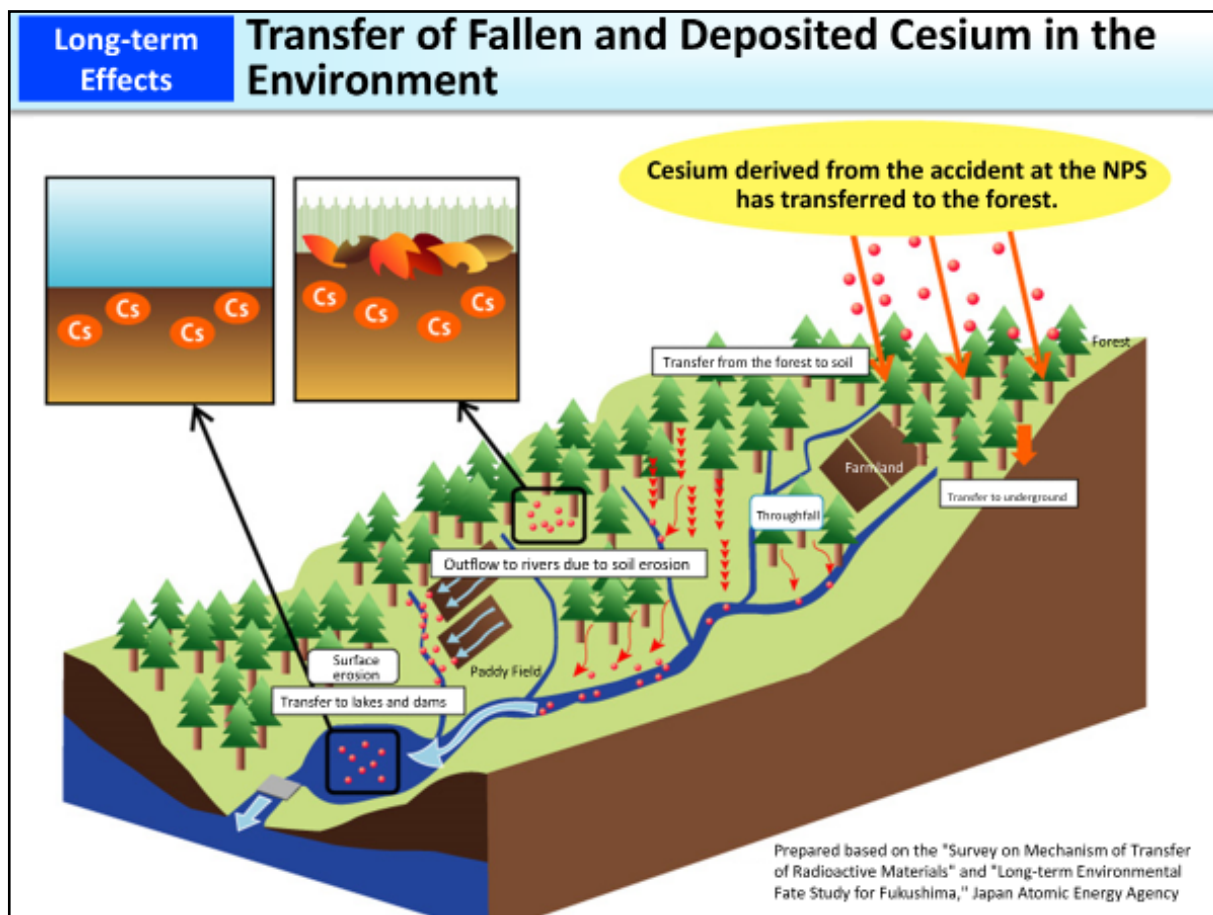 Long-term
Effects
Transfer of Fallen and Deposited Cesium in the
Environment
Cesium derived from the accident at the NPS
has transferred to the forest.
Cs
Cs
Cs
Cs
Cs
Cs
Cs
Cs
Forest
Transfer from the forest to soil
Farmland
Transfer to underground
Throughfall
Outflow to rivers due to soil erosion
Surface
erosion
Paddy Field
Transfer to lakes and dams
Prepared based on the "Survey on Mechanism of Transfer
of Radioactive Materials" and "Long-term Environmental
Fate Study for Fukushima," Japan Atomic Energy Agency